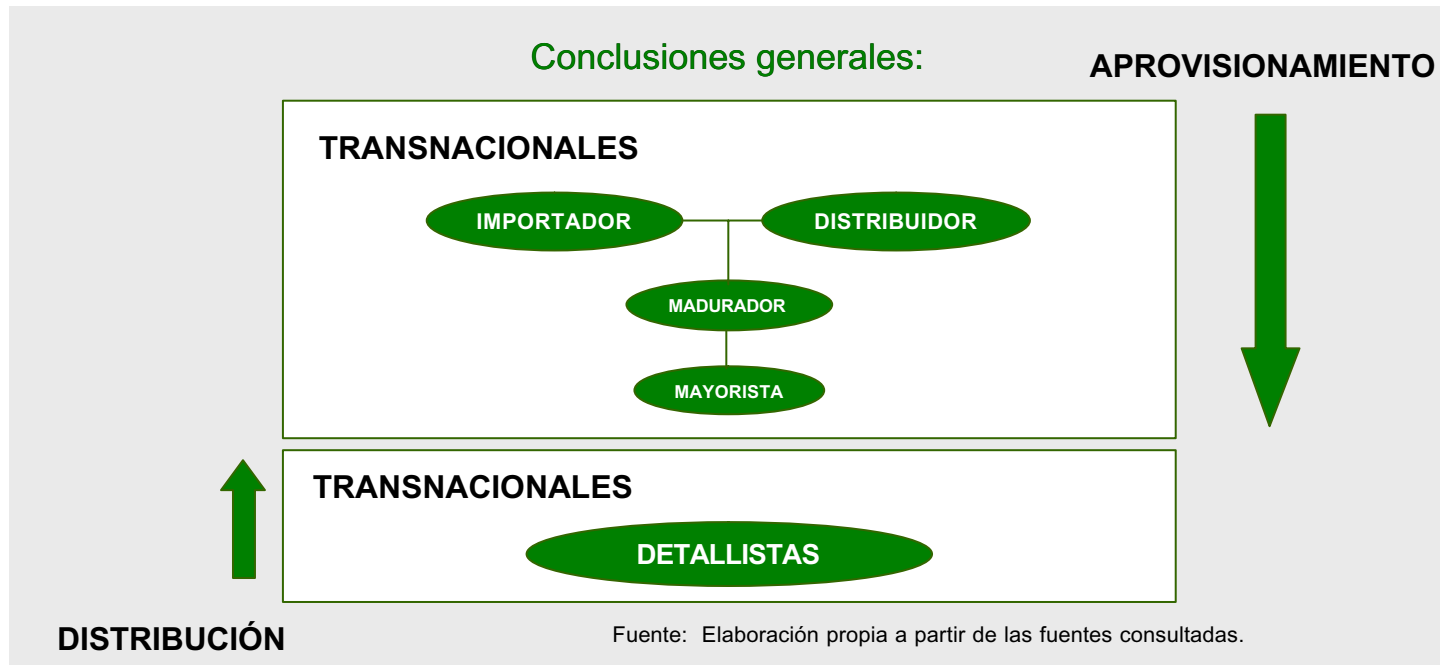 Conclusiones generales:
APROVISIONAMIENTO
TRANSNACIONALES
IMPORTADOR
DISTRIBUIDOR
MADURADOR
MAYORISTA
TRANSNACIONALES
DETALLISTAS
DISTRIBUCIÓN
Fuente: Elaboración propia a partir de las fuentes consultadas.